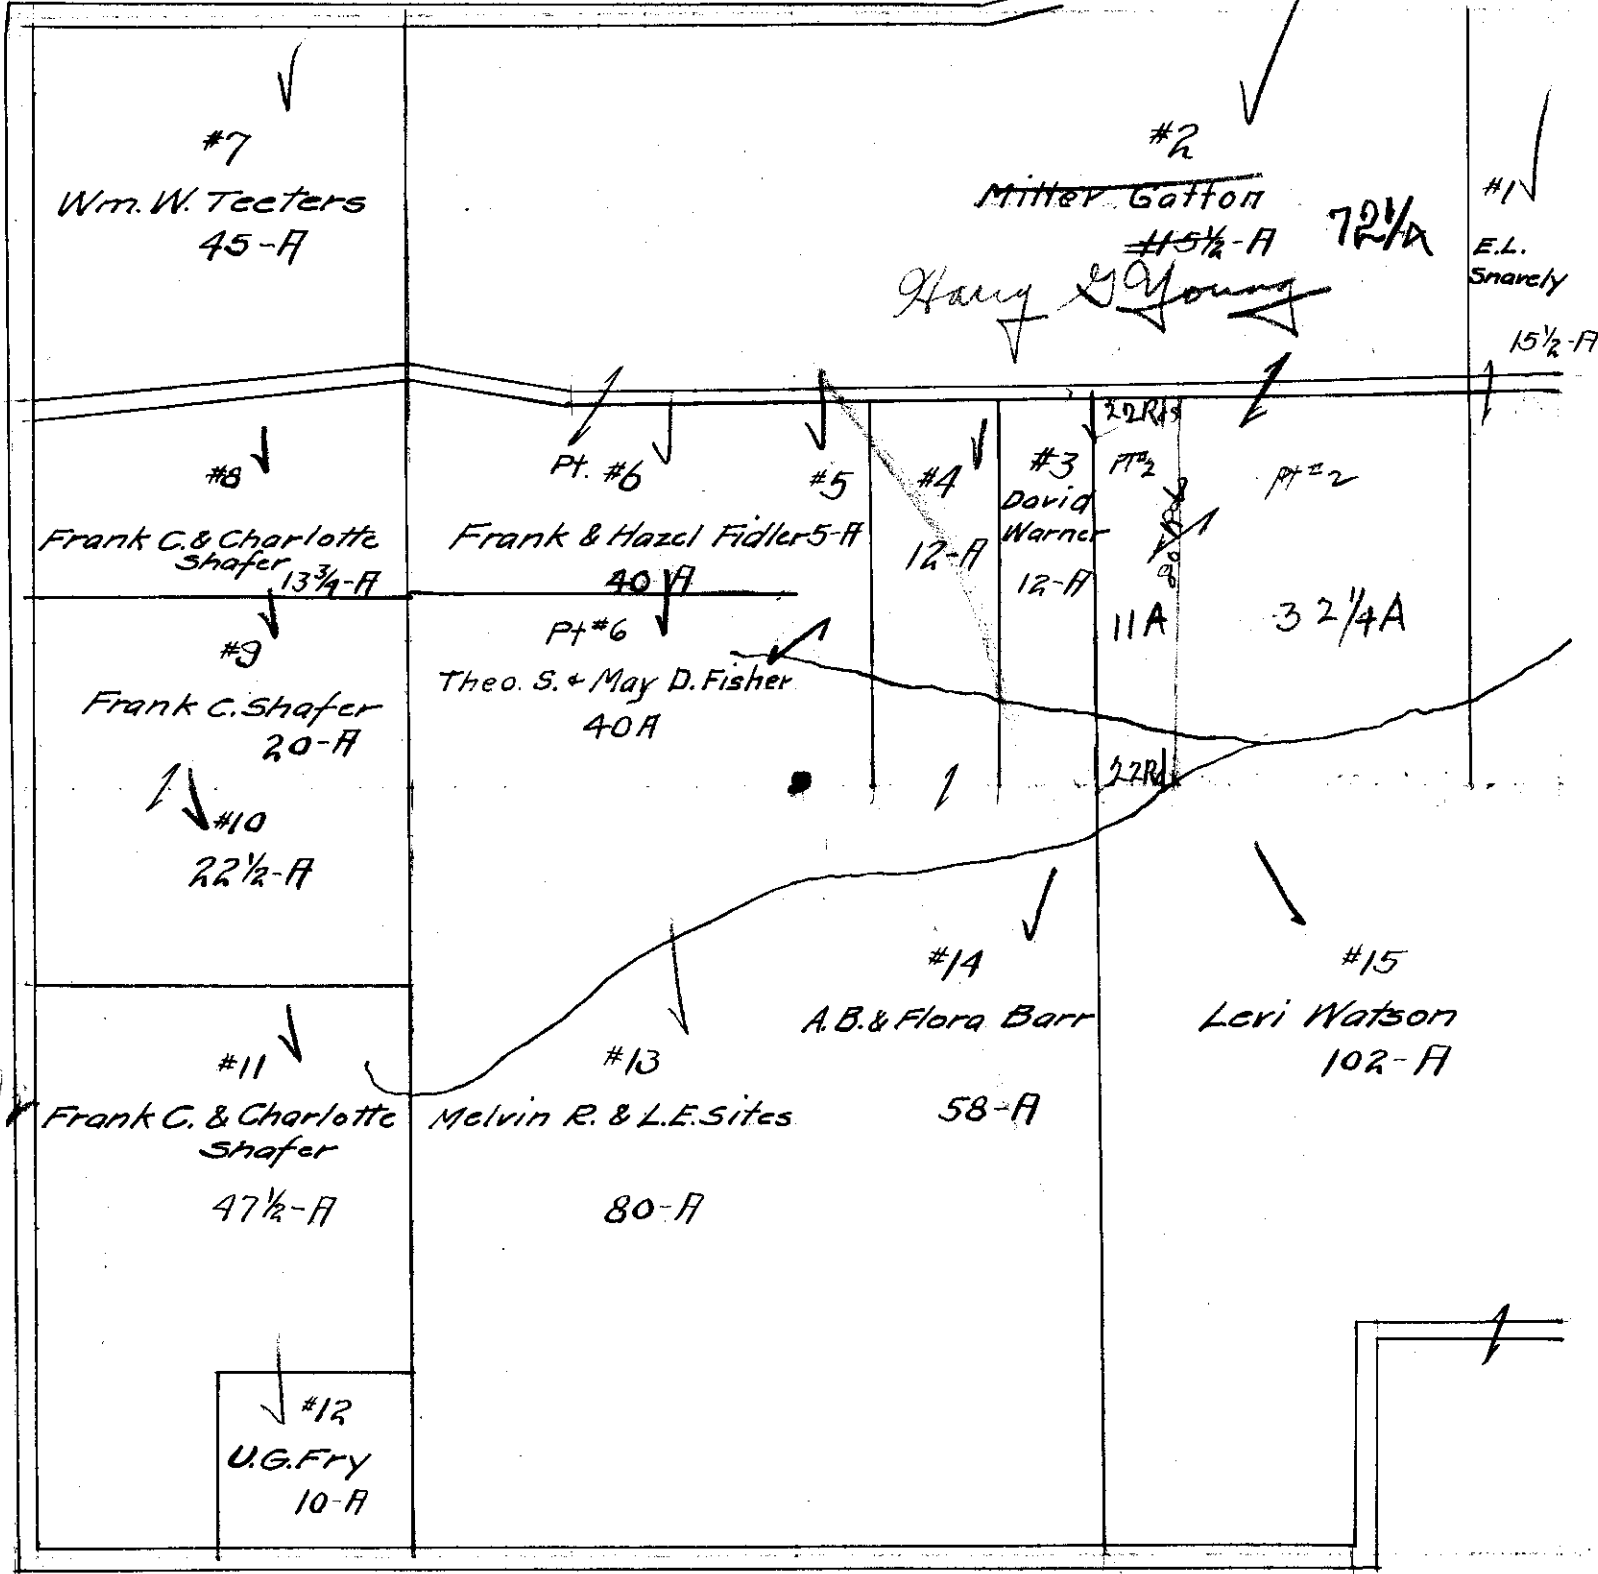 #7
Wm. W. Teeters
45-A
#2
Miller Gatton
115½-A
72¼A
Harry G Young
#1
E.L.
Snavely
15½-A
#8
Frank C. & Charlotte
Shafer
13¾-A
Pt. #6
Frank & Hazel Fidler
40 A
#5
5-A
#4
12-A
#3
David
Warner
12-A
22Rds
PT#2
11A
22Rd
Pt #2
32¼A
#9
Frank C. Shafer
20-A
Pt #6
Theo. S. & May D. Fisher
40A
#10
22½-A
#11
Frank C. & Charlotte
Shafer
47½-A
#13
Melvin R. & L.E. Sites
80-A
#14
A.B. & Flora Barr
58-A
#15
Levi Watson
102-A
#12
U.G. Fry
10-A